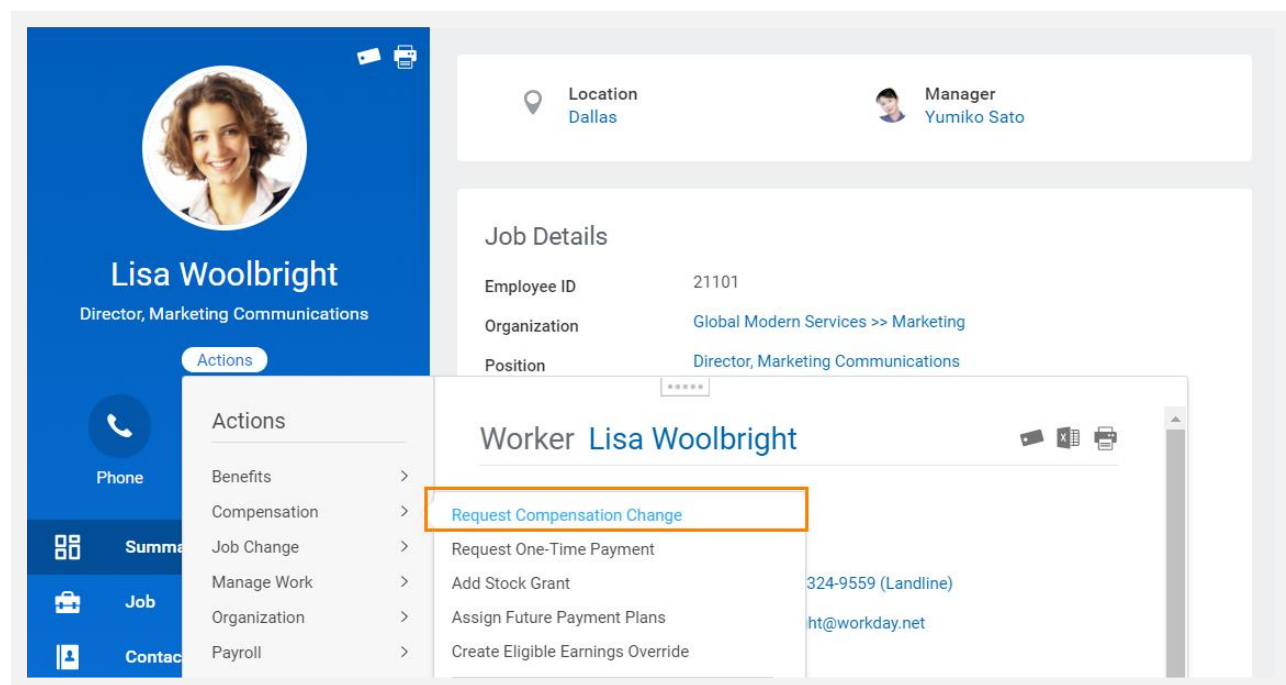 Lisa Woolbright
Director, Marketing Communications
Actions
Phone
Summa
Job
Contac
Location
Dallas
Manager
Yumiko Sato
Job Details
Employee ID 21101
Organization Global Modern Services >> Marketing
Position Director, Marketing Communications
Actions
Benefits
Compensation
Job Change
Manage Work
Organization
Payroll
Worker Lisa Woolbright
Request Compensation Change
Request One-Time Payment
Add Stock Grant
324-9559 (Landline)
Assign Future Payment Plans
ht@workday.net
Create Eligible Earnings Override